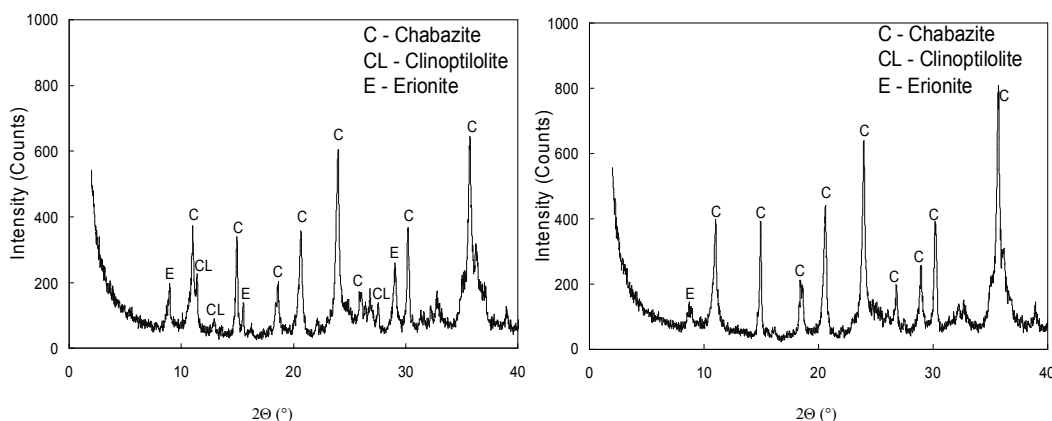 1000
800
600
400
200
0
Intensity (Counts)
C - Chabazite
CL - Clinoptilolite
E - Erionite
E
C
CL
CL
C
E
C
C
C
C
CL
E
C
C
0
10
20
30
40
2Θ (°)
1000
800
600
400
200
0
Intensity (Counts)
C - Chabazite
CL - Clinoptilolite
E - Erionite
E
C
C
C
C
C
C
C
C
C
0
10
20
30
40
2Θ (°)